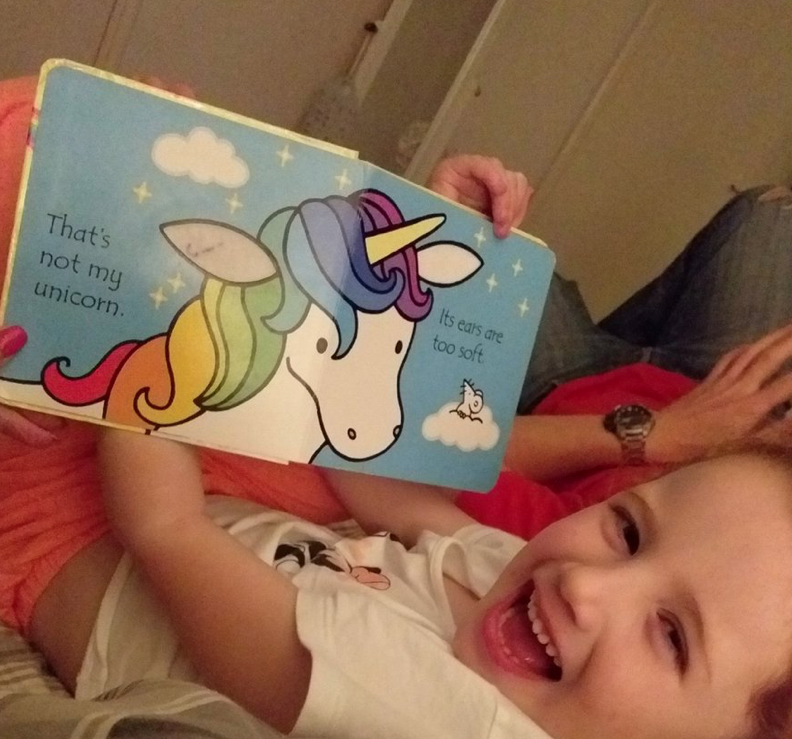 That's
not my
unicorn.
Its ears are
too soft.